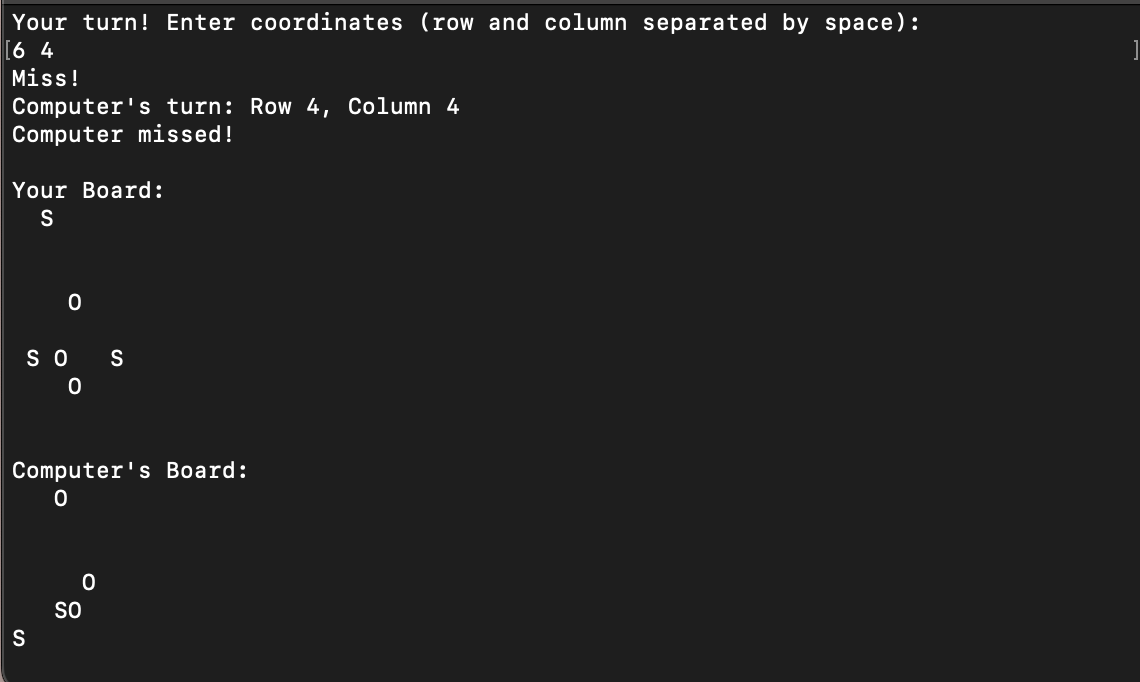 Your turn! Enter coordinates (row and column separated by space):
[6 4 ]
Miss!
Computer's turn: Row 4, Column 4
Computer missed!

Your Board:
  S


    O

 S O   S
    O


Computer's Board:
   O


     O
   SO
S